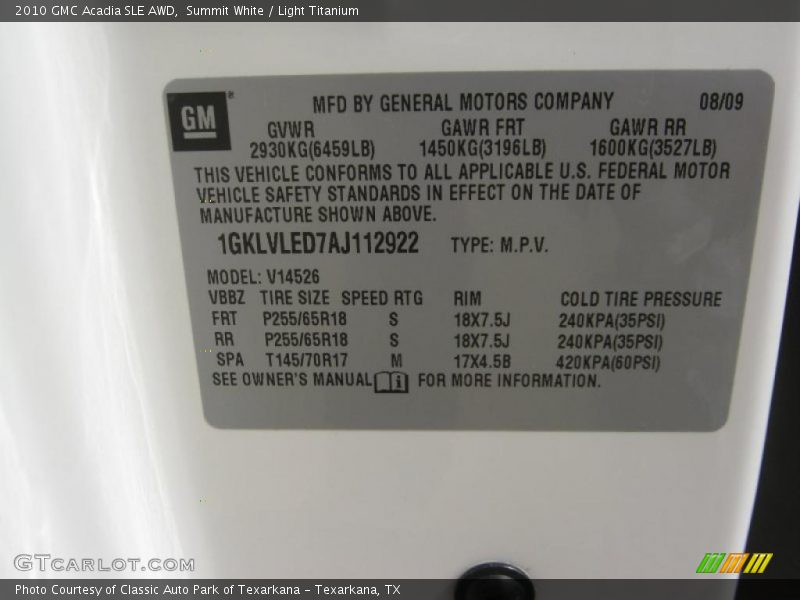 2010 GMC Acadia SLE AWD,  Summit White / Light Titanium
GM®
MFD BY GENERAL MOTORS COMPANY 08/09
GVWR GAWR FRT GAWR RR
2930KG(6459LB) 1450KG(3196LB) 1600KG(3527LB)
THIS VEHICLE CONFORMS TO ALL APPLICABLE U.S. FEDERAL MOTOR
VEHICLE SAFETY STANDARDS IN EFFECT ON THE DATE OF
MANUFACTURE SHOWN ABOVE.
1GKLVLED7AJ112922 TYPE: M.P.V.
MODEL: V14526
VBBZ TIRE SIZE SPEED RTG RIM COLD TIRE PRESSURE
FRT P255/65R18 S 18X7.5J 240KPA(35PSI)
RR P255/65R18 S 18X7.5J 240KPA(35PSI)
SPA T145/70R17 M 17X4.5B 420KPA(60PSI)
SEE OWNER'S MANUAL i FOR MORE INFORMATION.
GTCARLOT.COM
Photo Courtesy of Classic Auto Park of Texarkana - Texarkana, TX